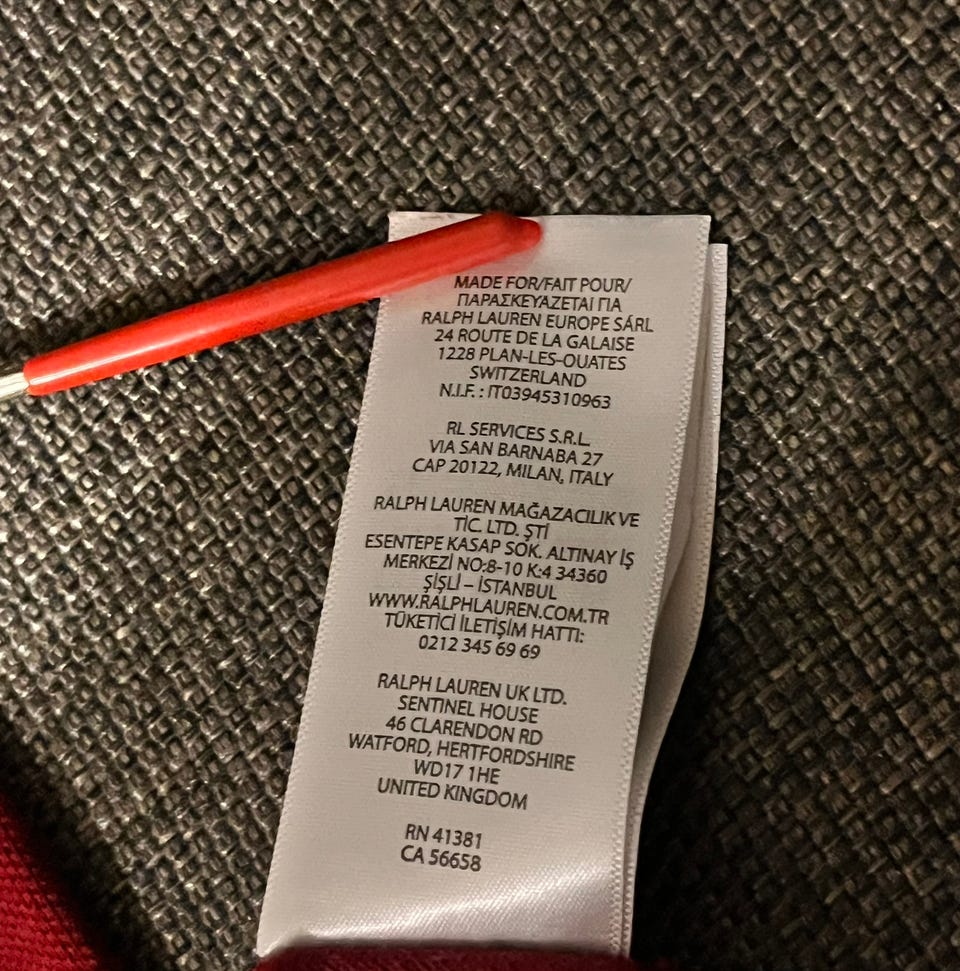 MADE FOR/FAIT POUR/
ΠΑΡΑΣΚΕΥΑΖΕΤΑΙ ΓΙΑ
RALPH LAUREN EUROPE SÁRL
24 ROUTE DE LA GALAISE
1228 PLAN-LES-OUATES
SWITZERLAND
N.I.F. : IT03945310963
RL SERVICES S.R.L.
VIA SAN BARNABA 27
CAP 20122, MILAN, ITALY
RALPH LAUREN MAĞAZACILIK VE
TİC. LTD. ŞTİ
ESENTEPE KASAP SOK. ALTINAY İŞ
MERKEZİ NO:8-10 K:4 34360
ŞİŞLİ – İSTANBUL
WWW.RALPHLAUREN.COM.TR
TÜKETİCİ İLETİŞİM HATTI:
0212 345 69 69
RALPH LAUREN UK LTD.
SENTINEL HOUSE
46 CLARENDON RD
WATFORD, HERTFORDSHIRE
WD17 1HE
UNITED KINGDOM
RN 41381
CA 56658